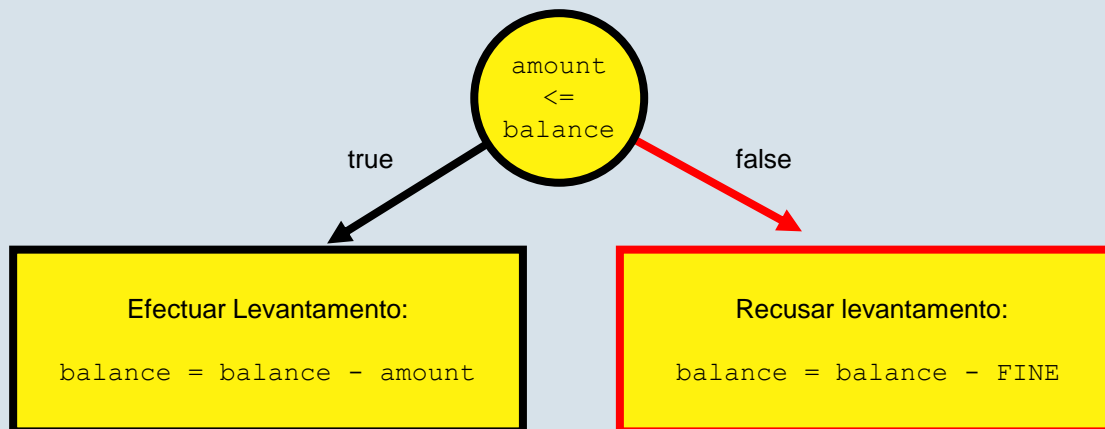 amount
<=
balance
true
false
Efectuar Levantamento:
balance = balance - amount
Recusar levantamento:
balance = balance - FINE